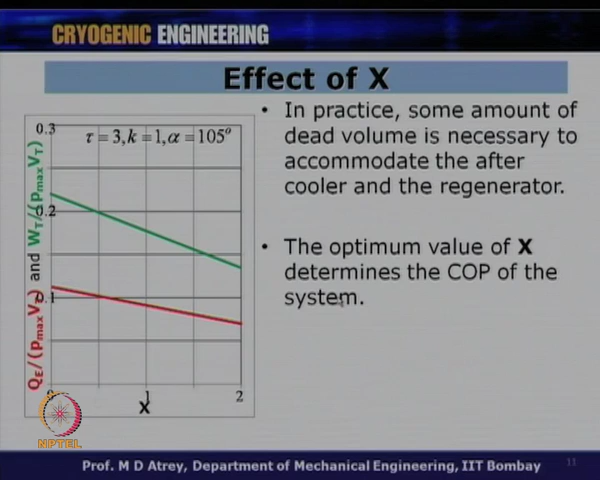 CRYOGENIC ENGINEERING
Effect of X
τ = 3, k = 1, α = 105°
Q_E/(p_max V_T) and W_T/(p_max V_T)
0.3
0.2
0.1
0
1
2
X
• In practice, some amount of
dead volume is necessary to
accommodate the after
cooler and the regenerator.
• The optimum value of X
determines the COP of the
system.
NPTEL
Prof. M D Atrey, Department of Mechanical Engineering, IIT Bombay
11